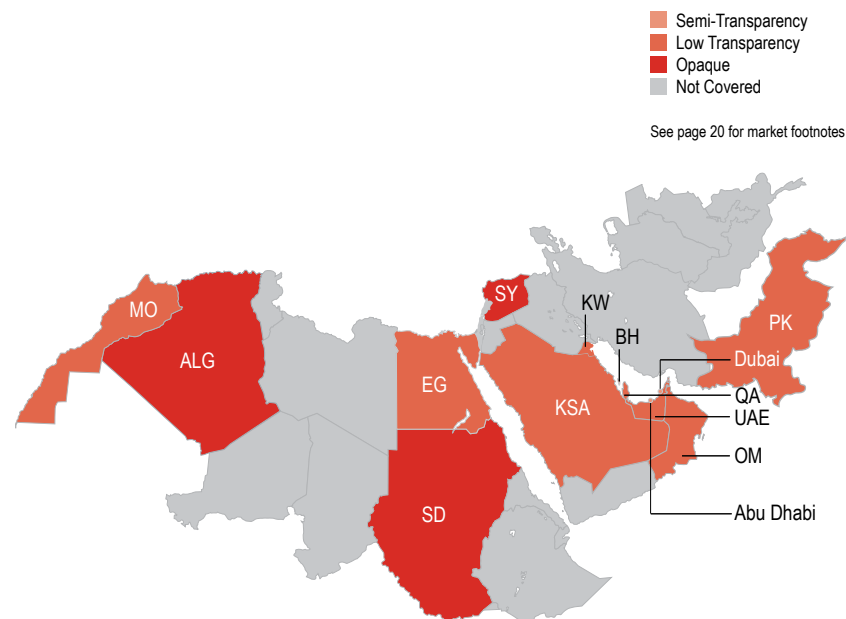 Semi-Transparency
Low Transparency
Opaque
Not Covered
See page 20 for market footnotes
SY
KW
MO
PK
BH
ALG
Dubai
EG
QA
KSA
UAE
OM
SD
Abu Dhabi